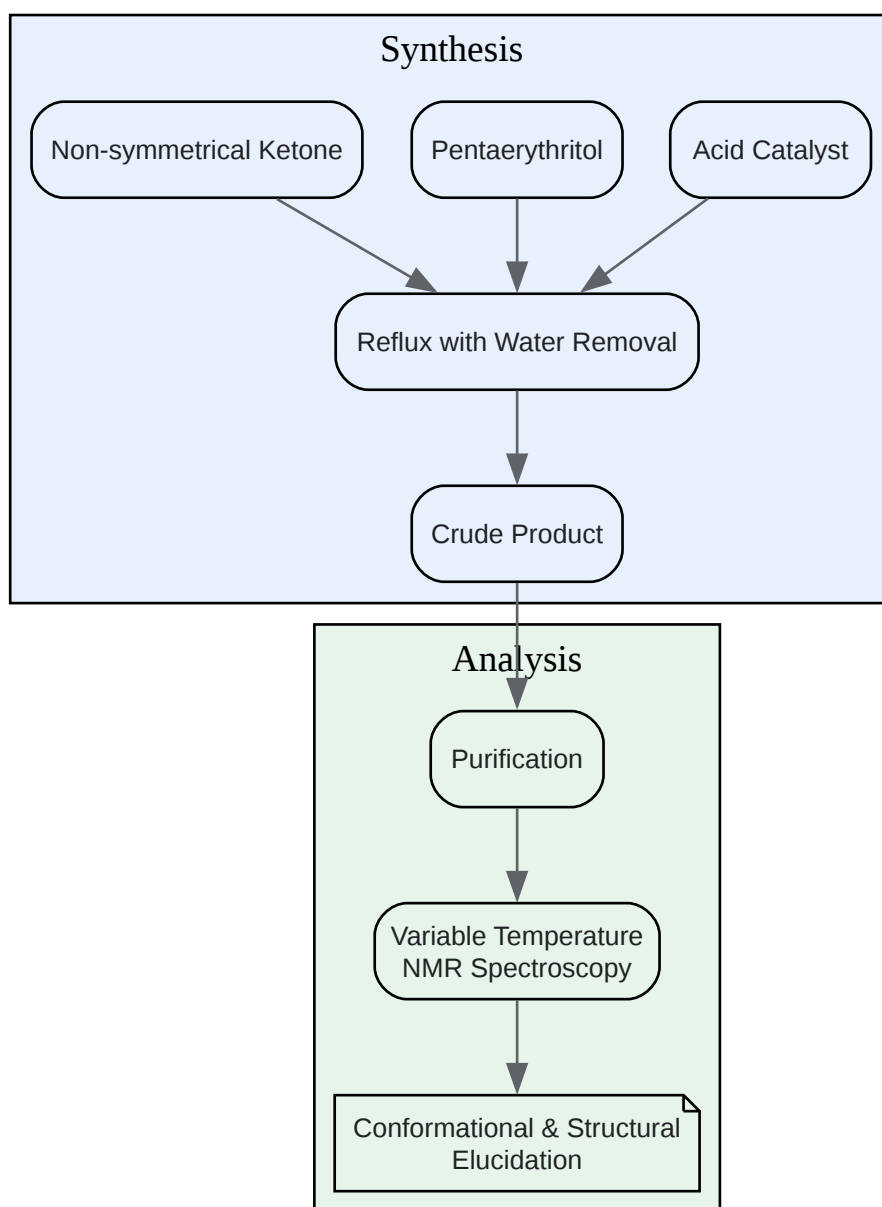 Synthesis
Non-symmetrical Ketone
Pentaerythritol
Acid Catalyst
Reflux with Water Removal
Crude Product
Analysis
Purification
Variable Temperature
NMR Spectroscopy
Conformational & Structural
Elucidation